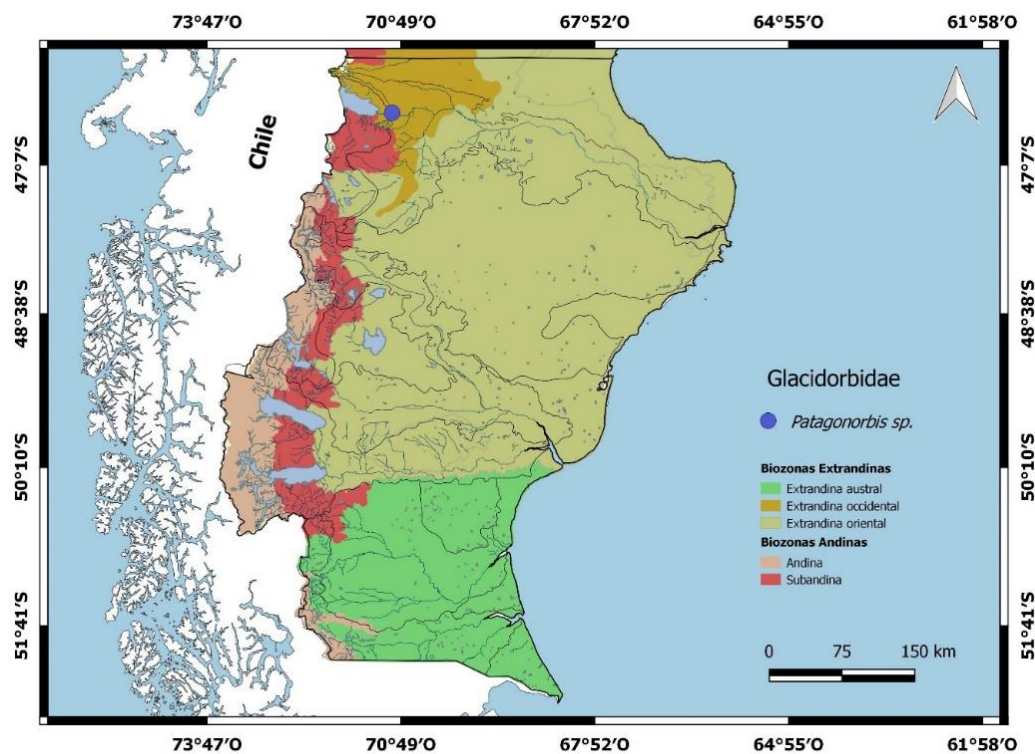 73°47'O 70°49'O 67°52'O 64°55'O 61°58'O
Chile
47°7'S 47°7'S
48°38'S 48°38'S
Glacidorbidae
Patagonorbis sp.
50°10'S 50°10'S
Biozonas Extrandinas
Extrandina austral
Extrandina occidental
Extrandina oriental
Biozonas Andinas
Andina
Subandina
51°41'S 51°41'S
0 75 150 km
73°47'O 70°49'O 67°52'O 64°55'O 61°58'O